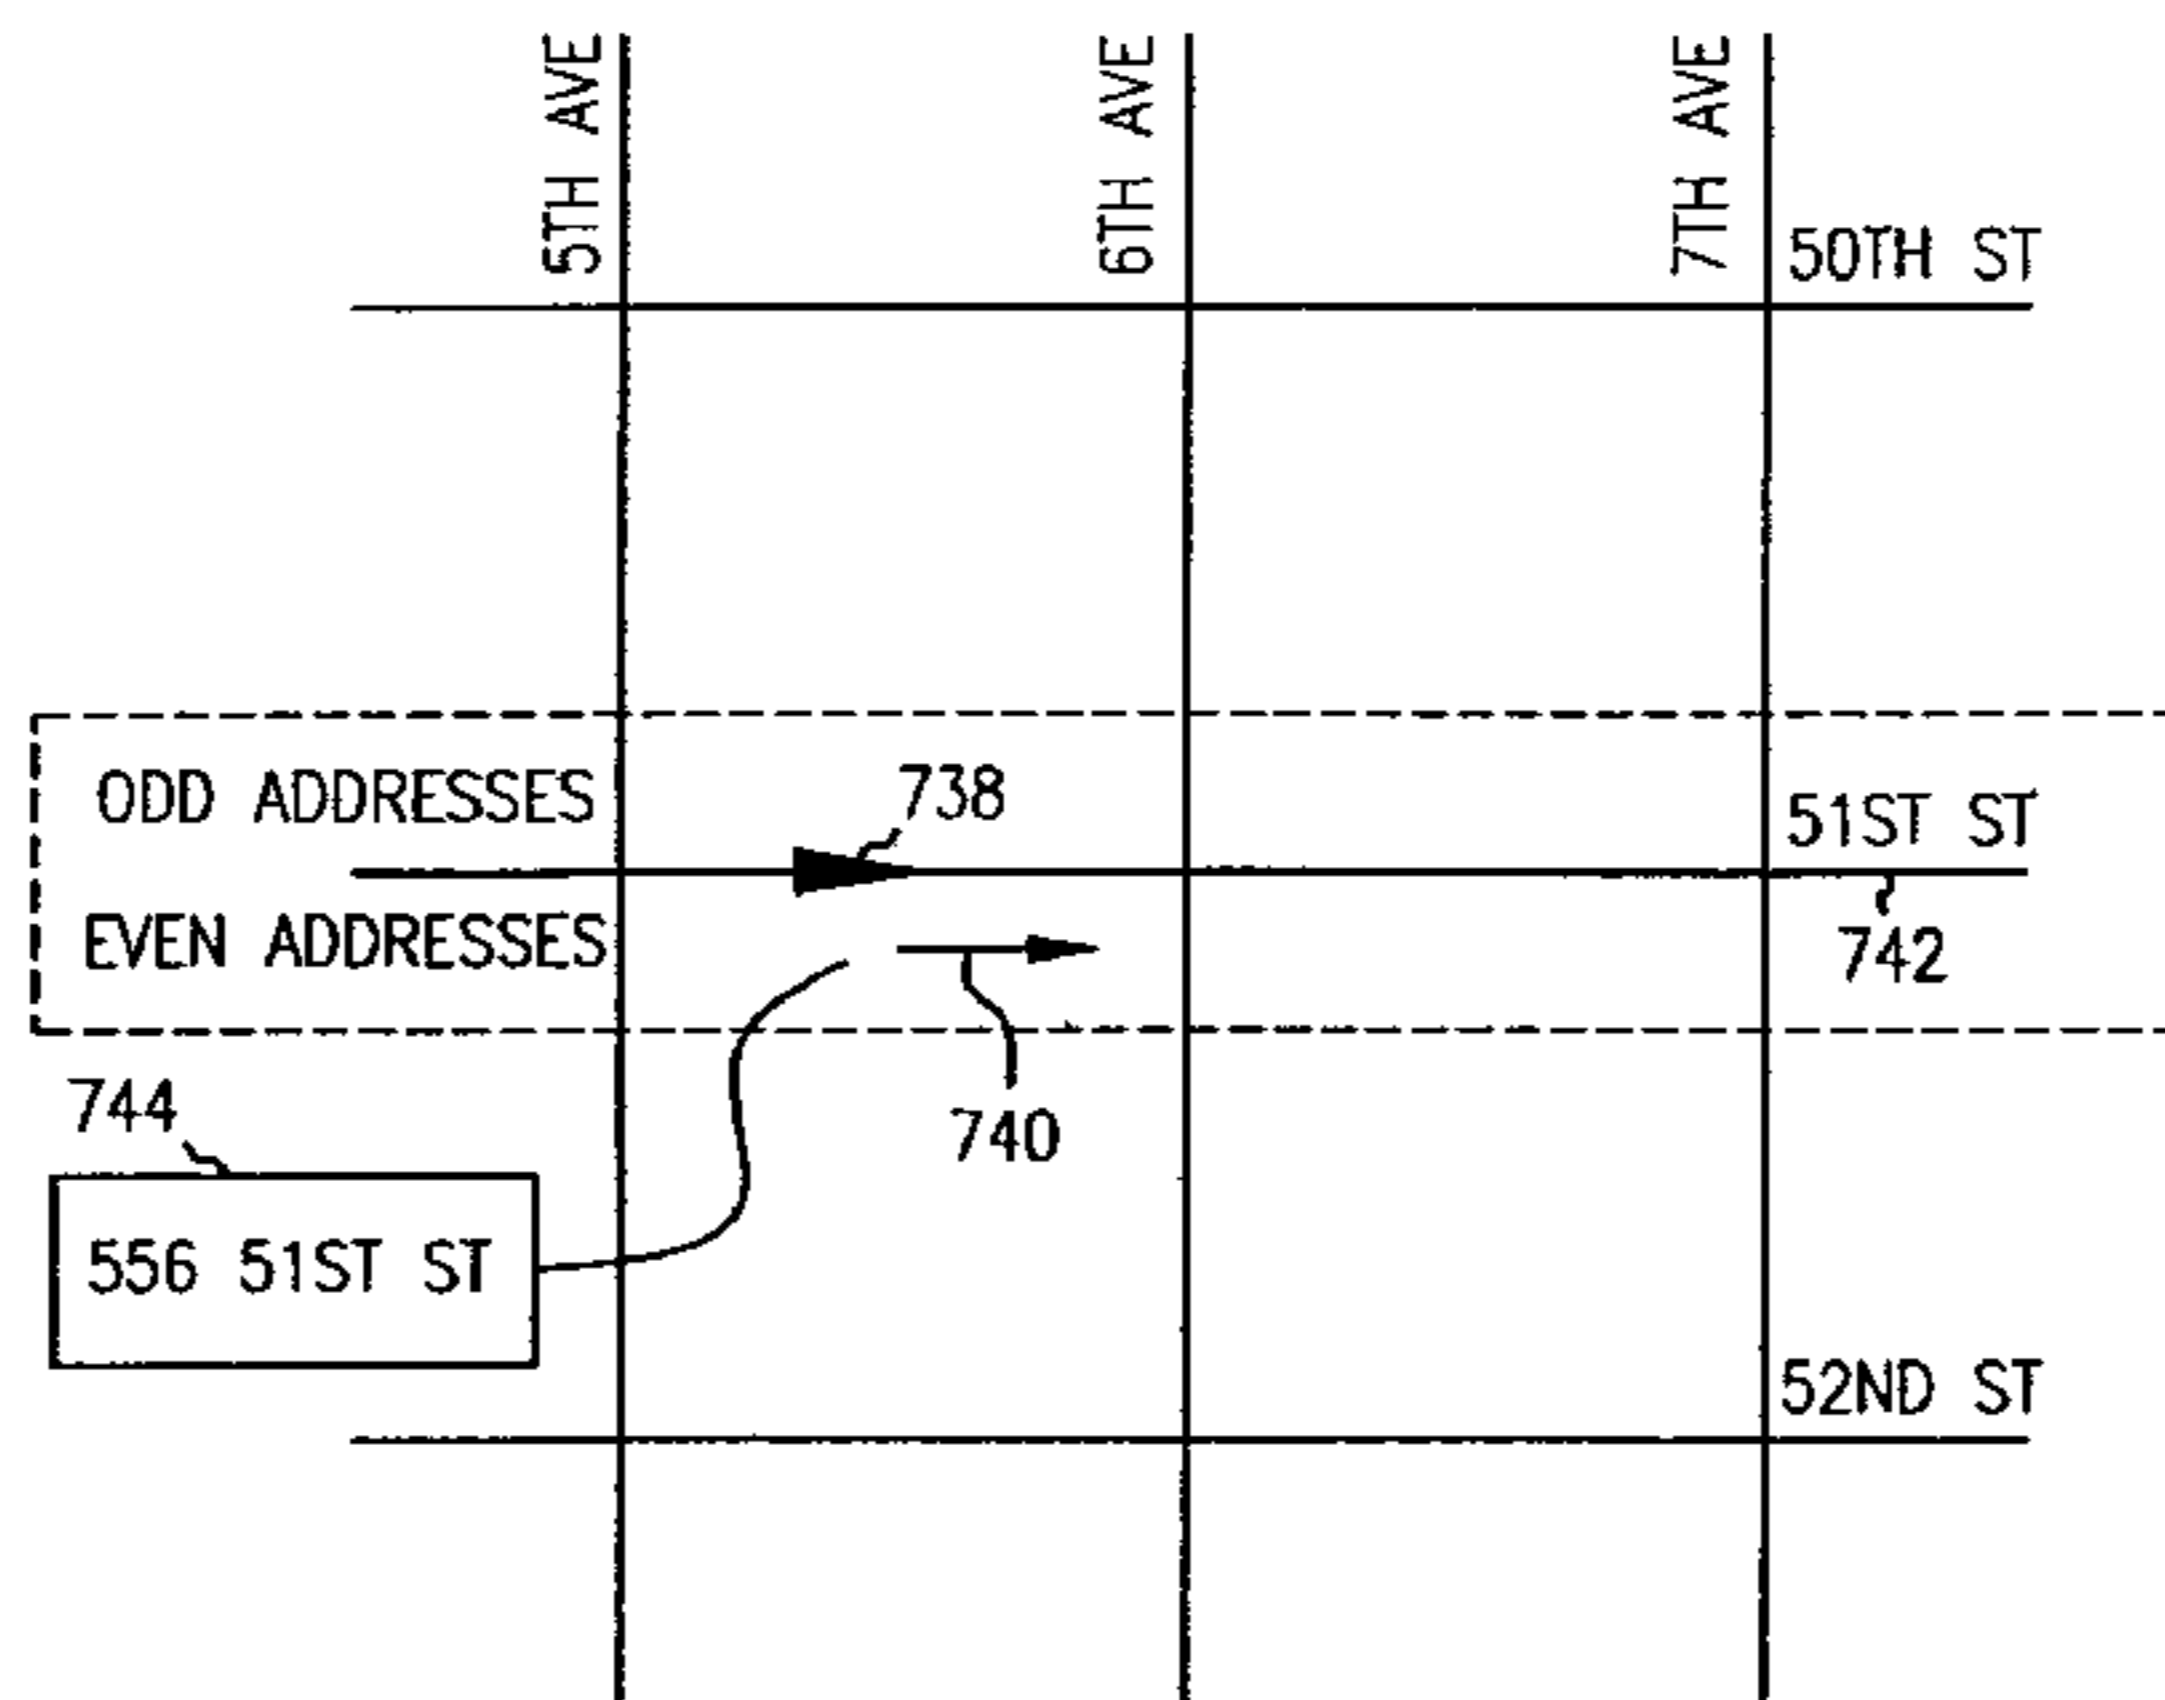 5TH AVE
6TH AVE
7TH AVE
50TH ST
ODD ADDRESSES
738
51ST ST
EVEN ADDRESSES
742
744
740
556 51ST ST
52ND ST